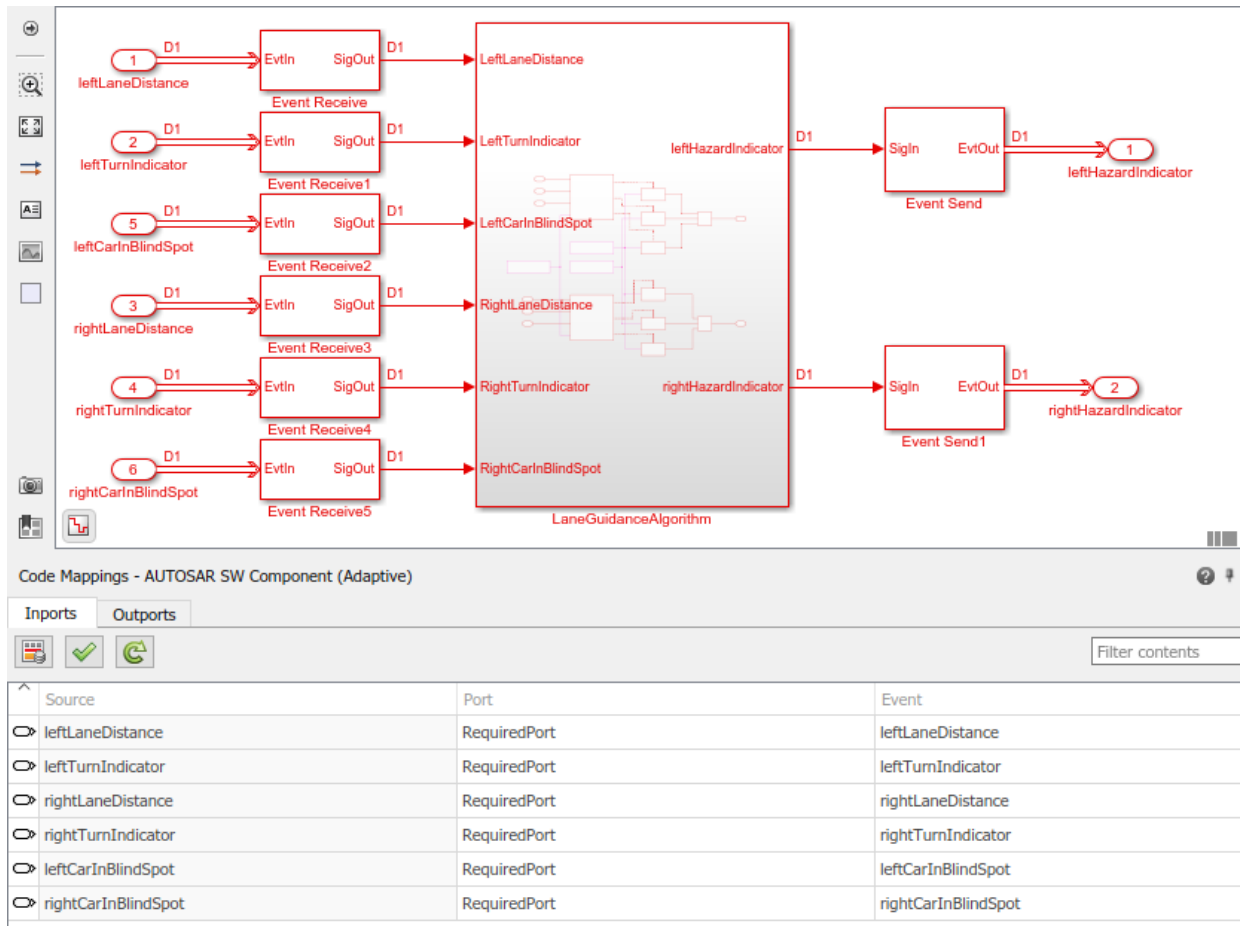 D1
1
leftLaneDistance
EvtIn SigOut
D1
Event Receive
LeftLaneDistance
D1
2
leftTurnIndicator
EvtIn SigOut
D1
Event Receive1
LeftTurnIndicator
D1
5
leftCarInBlindSpot
EvtIn SigOut
D1
Event Receive2
LeftCarInBlindSpot
D1
3
rightLaneDistance
EvtIn SigOut
D1
Event Receive3
RightLaneDistance
D1
4
rightTurnIndicator
EvtIn SigOut
D1
Event Receive4
RightTurnIndicator
D1
6
rightCarInBlindSpot
EvtIn SigOut
D1
Event Receive5
RightCarInBlindSpot
LaneGuidanceAlgorithm
leftHazardIndicator
D1
SigIn EvtOut
D1
Event Send
1
leftHazardIndicator
rightHazardIndicator
D1
SigIn EvtOut
D1
Event Send1
2
rightHazardIndicator
A
Code Mappings - AUTOSAR SW Component (Adaptive)
?
Inports Outports
Filter contents
Source Port Event
leftLaneDistance RequiredPort leftLaneDistance
leftTurnIndicator RequiredPort leftTurnIndicator
rightLaneDistance RequiredPort rightLaneDistance
rightTurnIndicator RequiredPort rightTurnIndicator
leftCarInBlindSpot RequiredPort leftCarInBlindSpot
rightCarInBlindSpot RequiredPort rightCarInBlindSpot